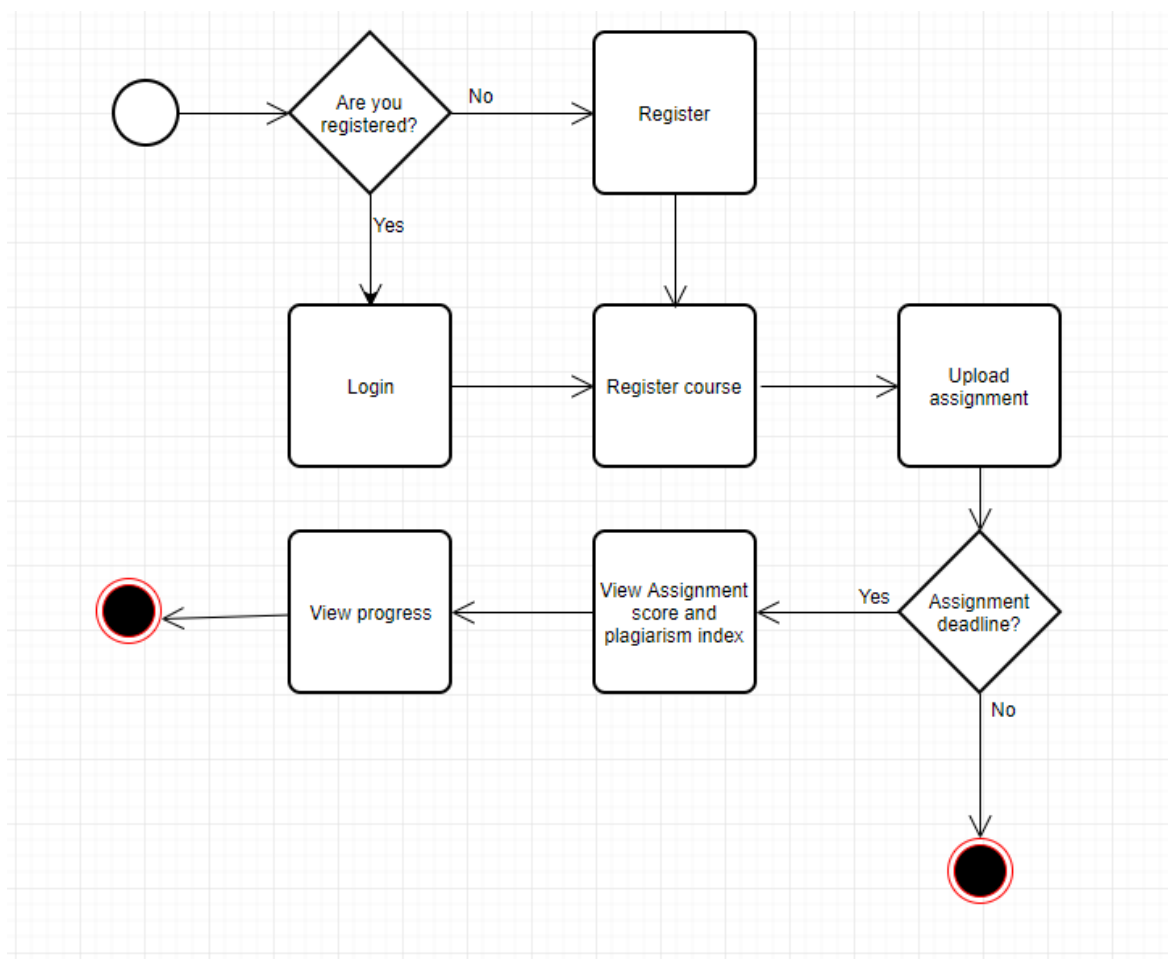 Are you
registered?
No
Register
Yes
Login
Register course
Upload
assignment
View progress
View Assignment
score and
plagiarism index
Yes
Assignment
deadline?
No